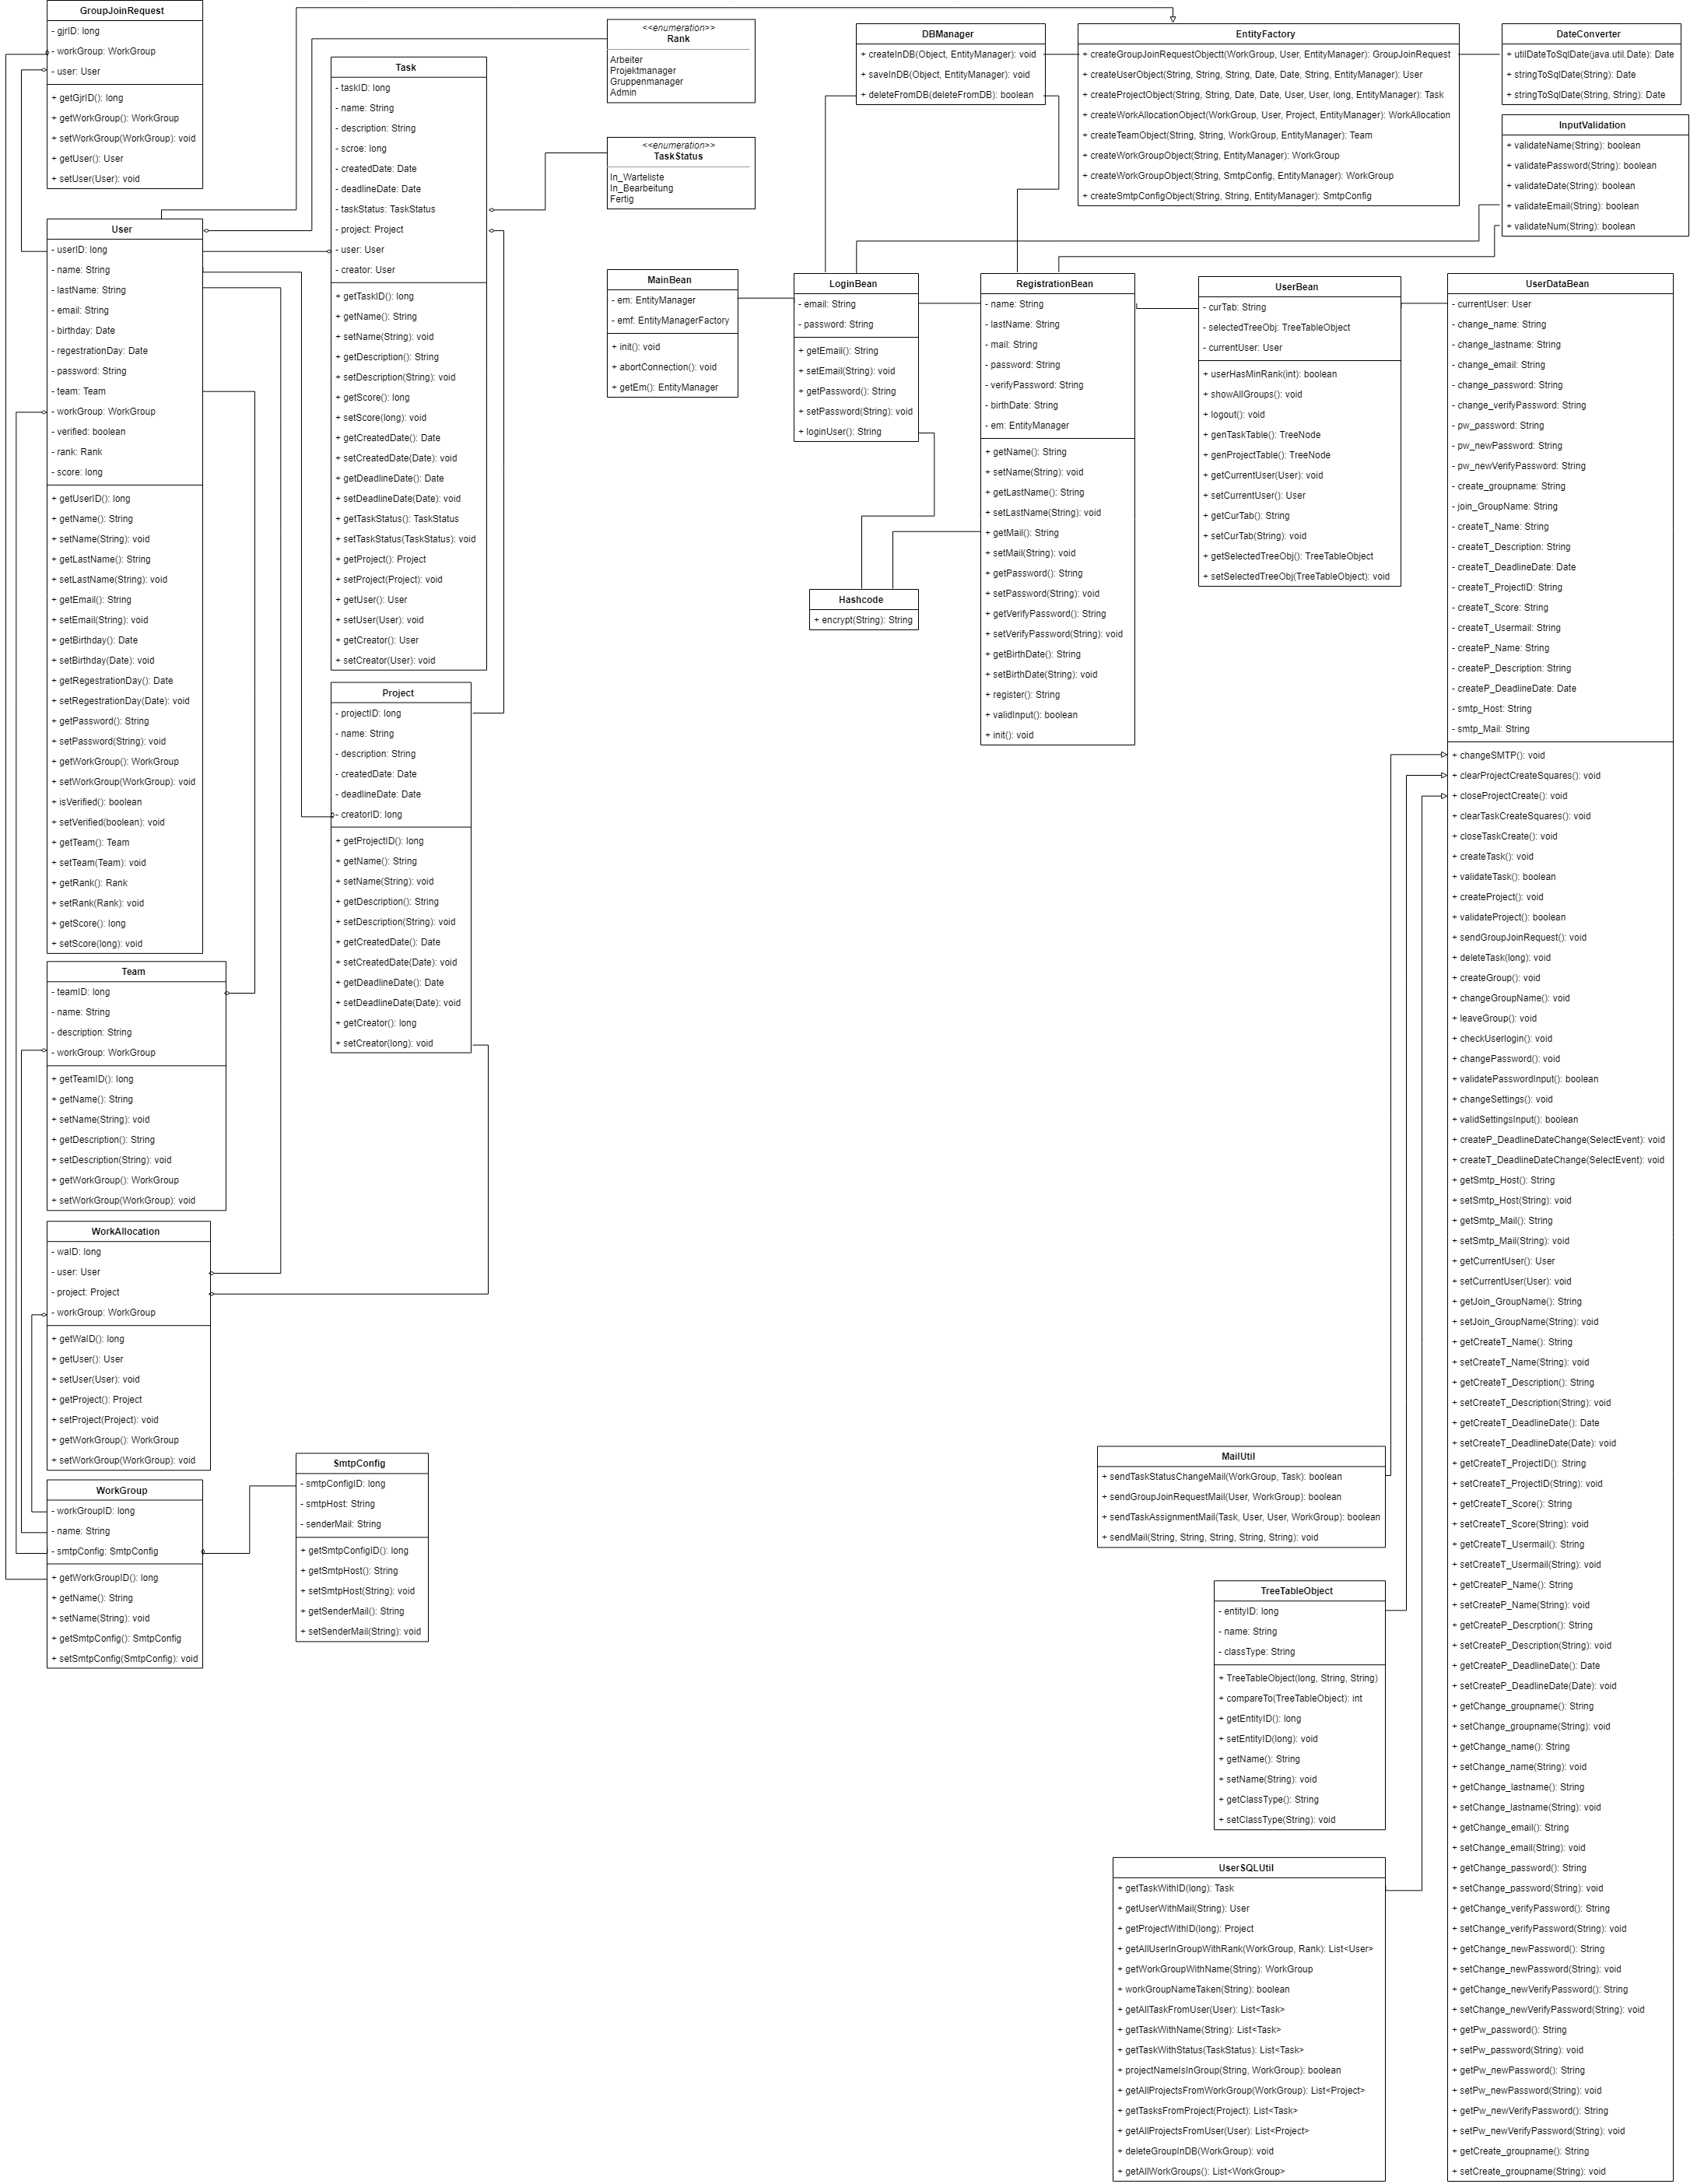 GroupJoinRequest
- gjrID: long
- workGroup: WorkGroup
- user: User
+ getGjrID(): long
+ getWorkGroup(): WorkGroup
+ setWorkGroup(WorkGroup): void
+ getUser(): User
+ setUser(User): void
User
- userID: long
- name: String
- lastName: String
- email: String
- birthday: Date
- regestrationDay: Date
- password: String
- team: Team
- workGroup: WorkGroup
- verified: boolean
- rank: Rank
- score: long
+ getUserID(): long
+ getName(): String
+ setName(String): void
+ getLastName(): String
+ setLastName(String): void
+ getEmail(): String
+ setEmail(String): void
+ getBirthday(): Date
+ setBirthday(Date): void
+ getRegestrationDay(): Date
+ setRegestrationDay(Date): void
+ getPassword(): String
+ setPassword(String): void
+ getWorkGroup(): WorkGroup
+ setWorkGroup(WorkGroup): void
+ isVerified(): boolean
+ setVerified(boolean): void
+ getTeam(): Team
+ setTeam(Team): void
+ getRank(): Rank
+ setRank(Rank): void
+ getScore(): long
+ setScore(long): void
Team
- teamID: long
- name: String
- description: String
- workGroup: WorkGroup
+ getTeamID(): long
+ getName(): String
+ setName(String): void
+ getDescription(): String
+ setDescription(String): void
+ getWorkGroup(): WorkGroup
+ setWorkGroup(WorkGroup): void
WorkAllocation
- waID: long
- user: User
- project: Project
- workGroup: WorkGroup
+ getWaID(): long
+ getUser(): User
+ setUser(User): void
+ getProject(): Project
+ setProject(Project): void
+ getWorkGroup(): WorkGroup
+ setWorkGroup(WorkGroup): void
WorkGroup
- workGroupID: long
- name: String
- smtpConfig: SmtpConfig
+ getWorkGroupID(): long
+ getName(): String
+ setName(String): void
+ getSmtpConfig(): SmtpConfig
+ setSmtpConfig(SmtpConfig): void
Task
- taskID: long
- name: String
- description: String
- scroe: long
- createdDate: Date
- deadlineDate: Date
- taskStatus: TaskStatus
- project: Project
- user: User
- creator: User
+ getTaskID(): long
+ getName(): String
+ setName(String): void
+ getDescription(): String
+ setDescription(String): void
+ getScore(): long
+ setScore(long): void
+ getCreatedDate(): Date
+ setCreatedDate(Date): void
+ getDeadlineDate(): Date
+ setDeadlineDate(Date): void
+ getTaskStatus(): TaskStatus
+ setTaskStatus(TaskStatus): void
+ getProject(): Project
+ setProject(Project): void
+ getUser(): User
+ setUser(User): void
+ getCreator(): User
+ setCreator(User): void
Project
- projectID: long
- name: String
- description: String
- createdDate: Date
- deadlineDate: Date
- creatorID: long
+ getProjectID(): long
+ getName(): String
+ setName(String): void
+ getDescription(): String
+ setDescription(String): void
+ getCreatedDate(): Date
+ setCreatedDate(Date): void
+ getDeadlineDate(): Date
+ setDeadlineDate(Date): void
+ getCreator(): long
+ setCreator(long): void
SmtpConfig
- smtpConfigID: long
- smtpHost: String
- senderMail: String
+ getSmtpConfigID(): long
+ getSmtpHost(): String
+ setSmtpHost(String): void
+ getSenderMail(): String
+ setSenderMail(String): void
<<enumeration>>
Rank
Arbeiter
Projektmanager
Gruppenmanager
Admin
<<enumeration>>
TaskStatus
In_Warteliste
In_Bearbeitung
Fertig
MainBean
- em: EntityManager
- emf: EntityManagerFactory
+ init(): void
+ abortConnection(): void
+ getEm(): EntityManager
DBManager
+ createInDB(Object, EntityManager): void
+ saveInDB(Object, EntityManager): void
+ deleteFromDB(deleteFromDB): boolean
LoginBean
- email: String
- password: String
+ getEmail(): String
+ setEmail(String): void
+ getPassword(): String
+ setPassword(String): void
+ loginUser(): String
Hashcode
+ encrypt(String): String
EntityFactory
+ createGroupJoinRequestObjectt(WorkGroup, User, EntityManager): GroupJoinRequest
+ createUserObject(String, String, String, Date, Date, String, EntityManager): User
+ createProjectObject(String, String, Date, Date, User, User, long, EntityManager): Task
+ createWorkAllocationObject(WorkGroup, User, Project, EntityManager): WorkAllocation
+ createTeamObject(String, String, WorkGroup, EntityManager): Team
+ createWorkGroupObject(String, EntityManager): WorkGroup
+ createWorkGroupObject(String, SmtpConfig, EntityManager): WorkGroup
+ createSmtpConfigObject(String, String, EntityManager): SmtpConfig
RegistrationBean
- name: String
- lastName: String
- mail: String
- password: String
- verifyPassword: String
- birthDate: String
- em: EntityManager
+ getName(): String
+ setName(String): void
+ getLastName(): String
+ setLastName(String): void
+ getMail(): String
+ setMail(String): void
+ getPassword(): String
+ setPassword(String): void
+ getVerifyPassword(): String
+ setVerifyPassword(String): void
+ getBirthDate(): String
+ setBirthDate(String): void
+ register(): String
+ validInput(): boolean
+ init(): void
DateConverter
+ utilDateToSqlDate(java.util.Date): Date
+ stringToSqlDate(String): Date
+ stringToSqlDate(String, String): Date
InputValidation
+ validateName(String): boolean
+ validatePassword(String): boolean
+ validateDate(String): boolean
+ validateEmail(String): boolean
+ validateNum(String): boolean
UserBean
- curTab: String
- selectedTreeObj: TreeTableObject
- currentUser: User
+ userHasMinRank(int): boolean
+ showAllGroups(): void
+ logout(): void
+ genTaskTable(): TreeNode
+ genProjectTable(): TreeNode
+ getCurrentUser(User): void
+ setCurrentUser(): User
+ getCurTab(): String
+ setCurTab(String): void
+ getSelectedTreeObj(): TreeTableObject
+ setSelectedTreeObj(TreeTableObject): void
UserDataBean
- currentUser: User
- change_name: String
- change_lastname: String
- change_email: String
- change_password: String
- change_verifyPassword: String
- pw_password: String
- pw_newPassword: String
- pw_newVerifyPassword: String
- create_groupname: String
- join_GroupName: String
- createT_Name: String
- createT_Description: String
- createT_DeadlineDate: Date
- createT_ProjectID: String
- createT_Score: String
- createT_Usermail: String
- createP_Name: String
- createP_Description: String
- createP_DeadlineDate: Date
- smtp_Host: String
- smtp_Mail: String
+ changeSMTP(): void
+ clearProjectCreateSquares(): void
+ closeProjectCreate(): void
+ clearTaskCreateSquares(): void
+ closeTaskCreate(): void
+ createTask(): void
+ validateTask(): boolean
+ createProject(): void
+ validateProject(): boolean
+ sendGroupJoinRequest(): void
+ deleteTask(long): void
+ createGroup(): void
+ changeGroupName(): void
+ leaveGroup(): void
+ checkUserlogin(): void
+ changePassword(): void
+ validatePasswordInput(): boolean
+ changeSettings(): void
+ validSettingsInput(): boolean
+ createP_DeadlineDateChange(SelectEvent): void
+ createT_DeadlineDateChange(SelectEvent): void
+ getSmtp_Host(): String
+ setSmtp_Host(String): void
+ getSmtp_Mail(): String
+ setSmtp_Mail(String): void
+ getCurrentUser(): User
+ setCurrentUser(User): void
+ getJoin_GroupName(): String
+ setJoin_GroupName(String): void
+ getCreateT_Name(): String
+ setCreateT_Name(String): void
+ getCreateT_Description(): String
+ setCreateT_Description(String): void
+ getCreateT_DeadlineDate(): Date
+ setCreateT_DeadlineDate(Date): void
+ getCreateT_ProjectID(): String
+ setCreateT_ProjectID(String): void
+ getCreateT_Score(): String
+ setCreateT_Score(String): void
+ getCreateT_Usermail(): String
+ setCreateT_Usermail(String): void
+ getCreateP_Name(): String
+ setCreateP_Name(String): void
+ getCreateP_Descrption(): String
+ setCreateP_Description(String): void
+ getCreateP_DeadlineDate(): Date
+ setCreateP_DeadlineDate(Date): void
+ getChange_groupname(): String
+ setChange_groupname(String): void
+ getChange_name(): String
+ setChange_name(String): void
+ getChange_lastname(): String
+ setChange_lastname(String): void
+ getChange_email(): String
+ setChange_email(String): void
+ getChange_password(): String
+ setChange_password(String): void
+ getChange_verifyPassword(): String
+ setChange_verifyPassword(String): void
+ getChange_newPassword(): String
+ setChange_newPassword(String): void
+ getChange_newVerifyPassword(): String
+ setChange_newVerifyPassword(String): void
+ getPw_password(): String
+ setPw_password(String): void
+ getPw_newPassword(): String
+ setPw_newPassword(String): void
+ getPw_newVerifyPassword(): String
+ setPw_newVerifyPassword(String): void
+ getCreate_groupname(): String
+ setCreate_groupname(String): void
MailUtil
+ sendTaskStatusChangeMail(WorkGroup, Task): boolean
+ sendGroupJoinRequestMail(User, WorkGroup): boolean
+ sendTaskAssignmentMail(Task, User, User, WorkGroup): boolean
+ sendMail(String, String, String, String, String): void
TreeTableObject
- entityID: long
- name: String
- classType: String
+ TreeTableObject(long, String, String)
+ compareTo(TreeTableObject): int
+ getEntityID(): long
+ setEntityID(long): void
+ getName(): String
+ setName(String): void
+ getClassType(): String
+ setClassType(String): void
UserSQLUtil
+ getTaskWithID(long): Task
+ getUserWithMail(String): User
+ getProjectWithID(long): Project
+ getAllUserInGroupWithRank(WorkGroup, Rank): List<User>
+ getWorkGroupWithName(String): WorkGroup
+ workGroupNameTaken(String): boolean
+ getAllTaskFromUser(User): List<Task>
+ getTaskWithName(String): List<Task>
+ getTaskWithStatus(TaskStatus): List<Task>
+ projectNameIsInGroup(String, WorkGroup): boolean
+ getAllProjectsFromWorkGroup(WorkGroup): List<Project>
+ getTasksFromProject(Project): List<Task>
+ getAllProjectsFromUser(User): List<Project>
+ deleteGroupInDB(WorkGroup): void
+ getAllWorkGroups(): List<WorkGroup>